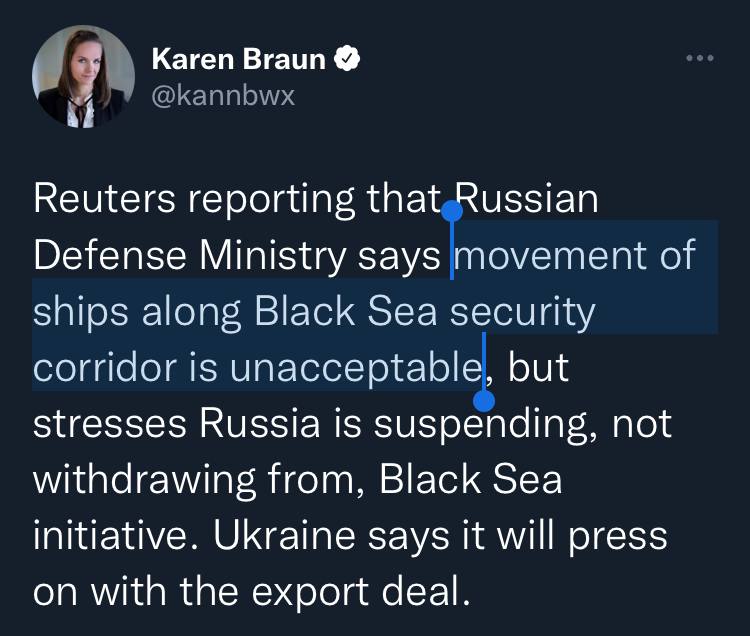 Karen Braun
@kannbwx
Reuters reporting that Russian
Defense Ministry says movement of
ships along Black Sea security
corridor is unacceptable, but
stresses Russia is suspending, not
withdrawing from, Black Sea
initiative. Ukraine says it will press
on with the export deal.